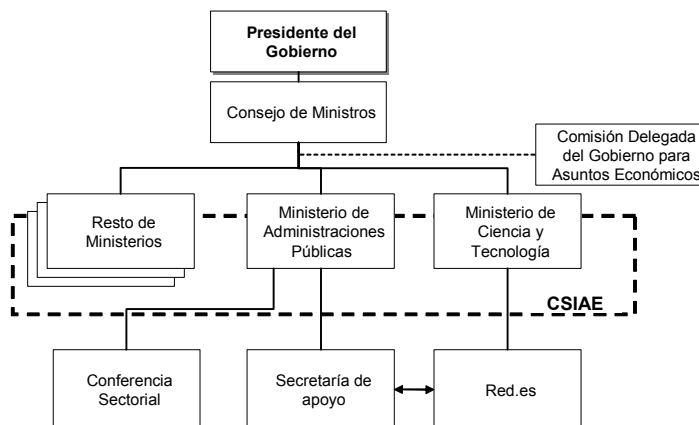 Presidente del
Gobierno
Consejo de Ministros
Comisión Delegada
del Gobierno para
Asuntos Económicos
Resto de
Ministerios
Ministerio de
Administraciones
Públicas
Ministerio de
Ciencia y
Tecnología
CSIAE
Conferencia
Sectorial
Secretaría de
apoyo
Red.es